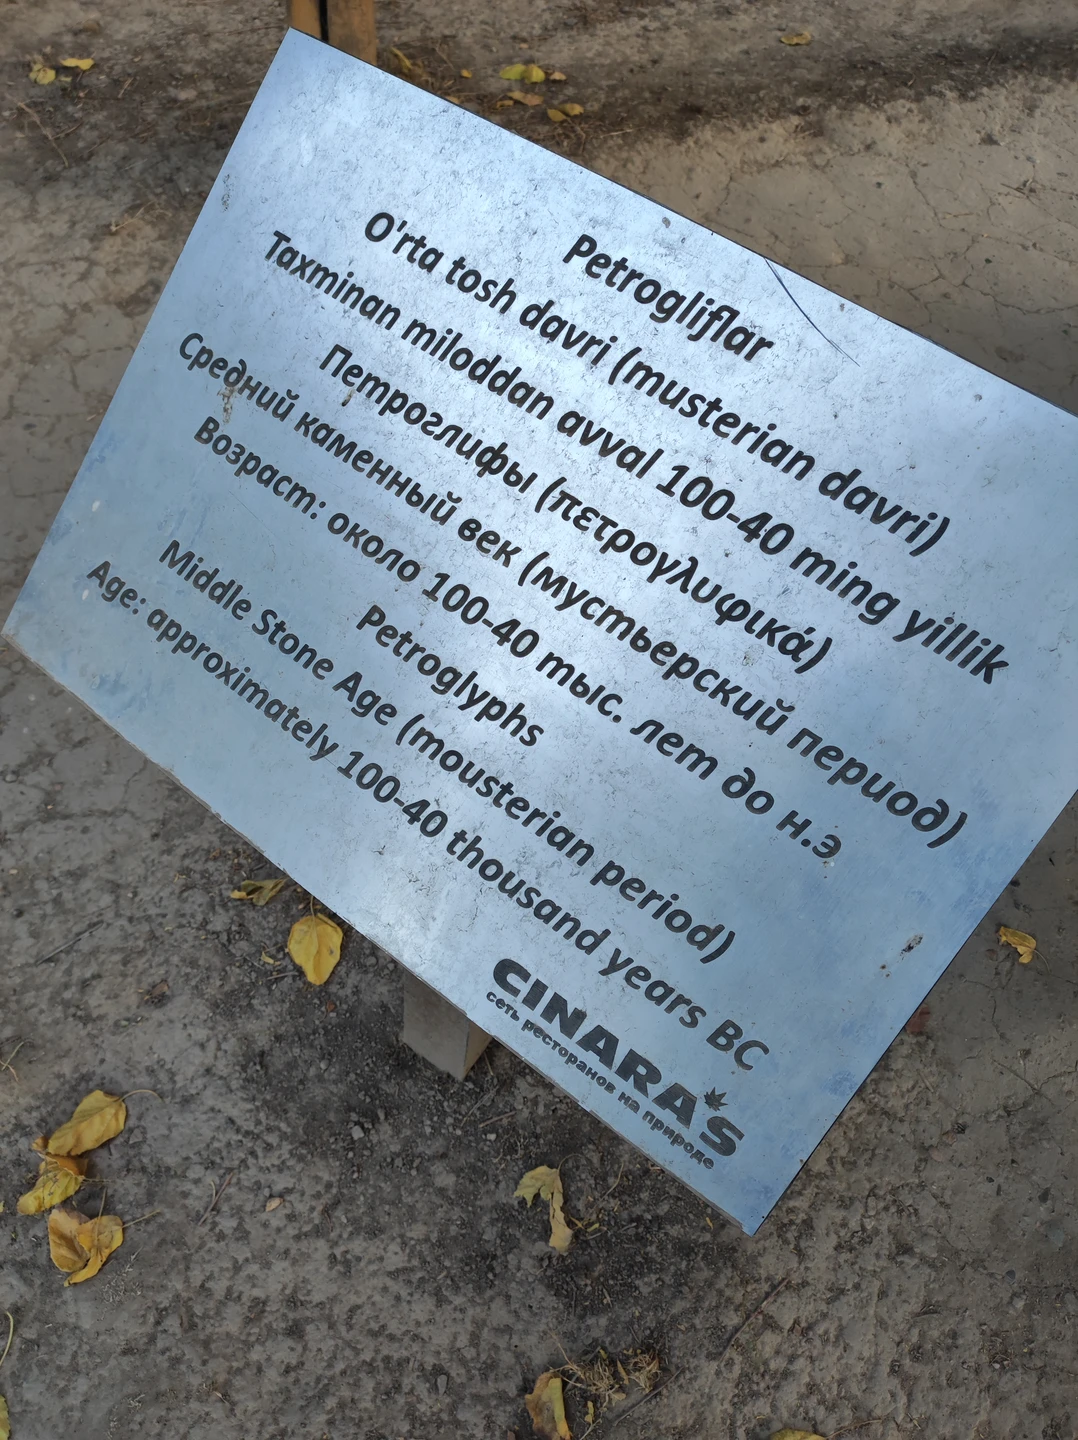 Petrogliflar
O'rta tosh davri (musterian davri)
Taxminan miloddan avval 100-40 ming yillik
Петроглифы (πετρογλυφικά)
Средний каменный век (мустьерский период)
Возраст: около 100-40 тыс. лет до н.э
Petroglyphs
Middle Stone Age (mousterian period)
Age: approximately 100-40 thousand years BC
CINARA'S
сеть ресторанов на природе